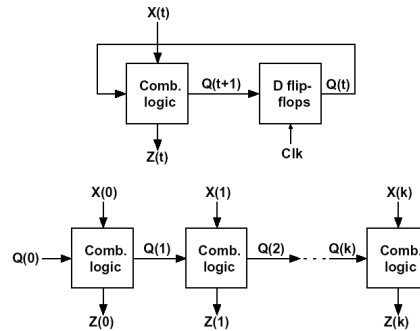 X(t)
Comb.
logic
Q(t+1)
D flip-
flops
Q(t)
Z(t)
Clk
X(0)
X(1)
X(k)
Q(0)
Comb.
logic
Q(1)
Comb.
logic
Q(2)
Q(k)
Comb.
logic
Z(0)
Z(1)
Z(k)